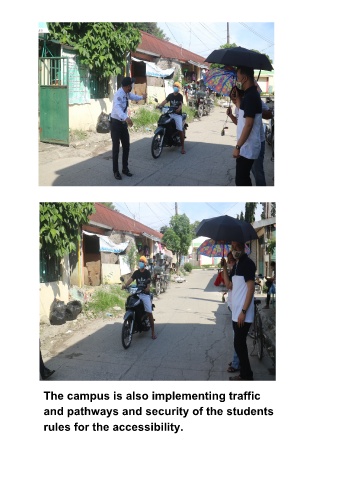 The campus is also implementing traffic
and pathways and security of the students
rules for the accessibility.